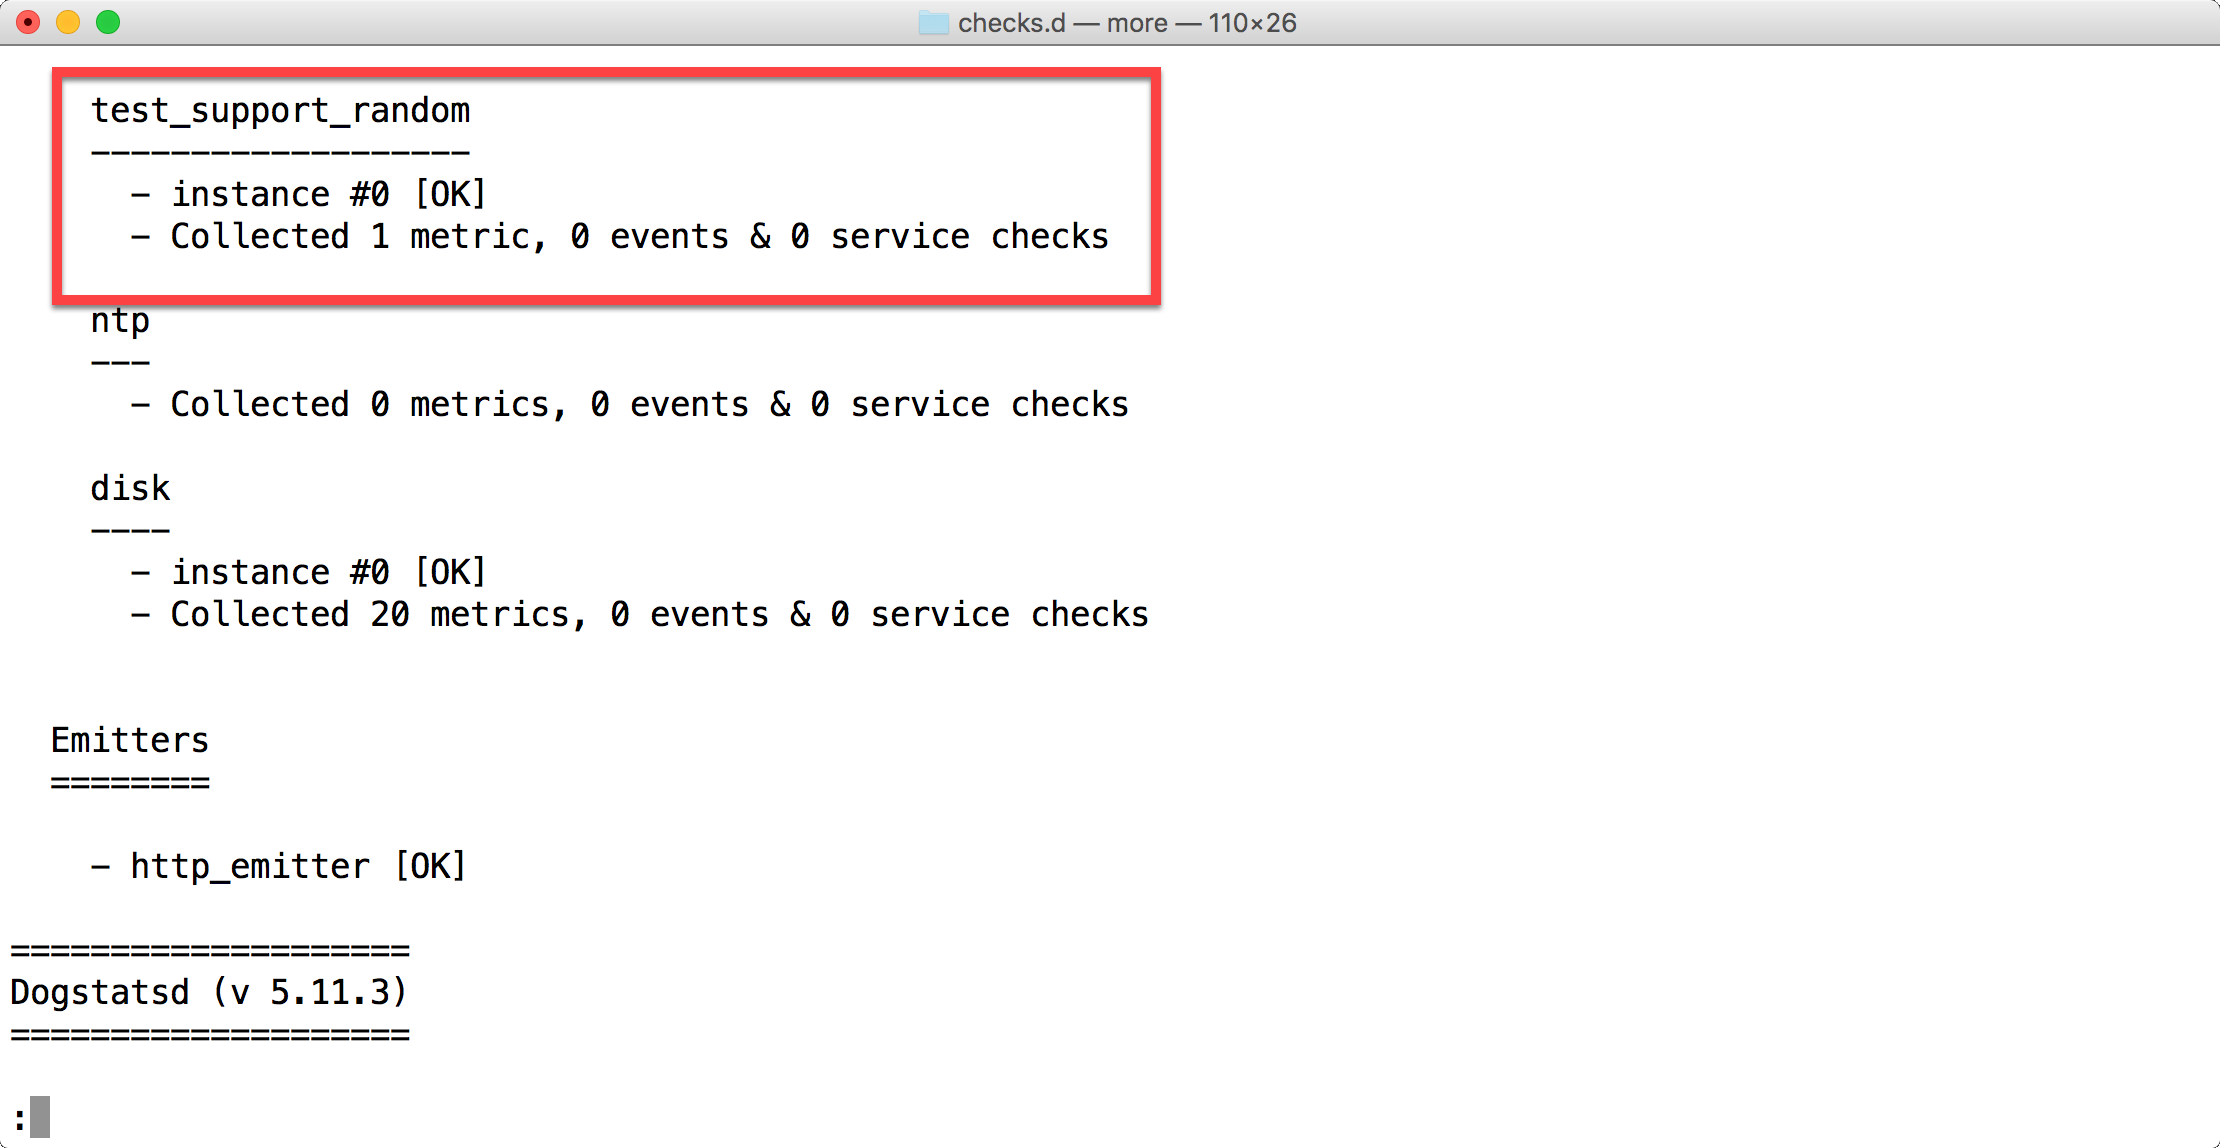 checks.d — more — 110×26
test_support_random
-------------------
- instance #0 [OK]
- Collected 1 metric, 0 events & 0 service checks
ntp
---
- Collected 0 metrics, 0 events & 0 service checks
disk
----
- instance #0 [OK]
- Collected 20 metrics, 0 events & 0 service checks
Emitters
========
- http_emitter [OK]
====================
Dogstatsd (v 5.11.3)
====================
: